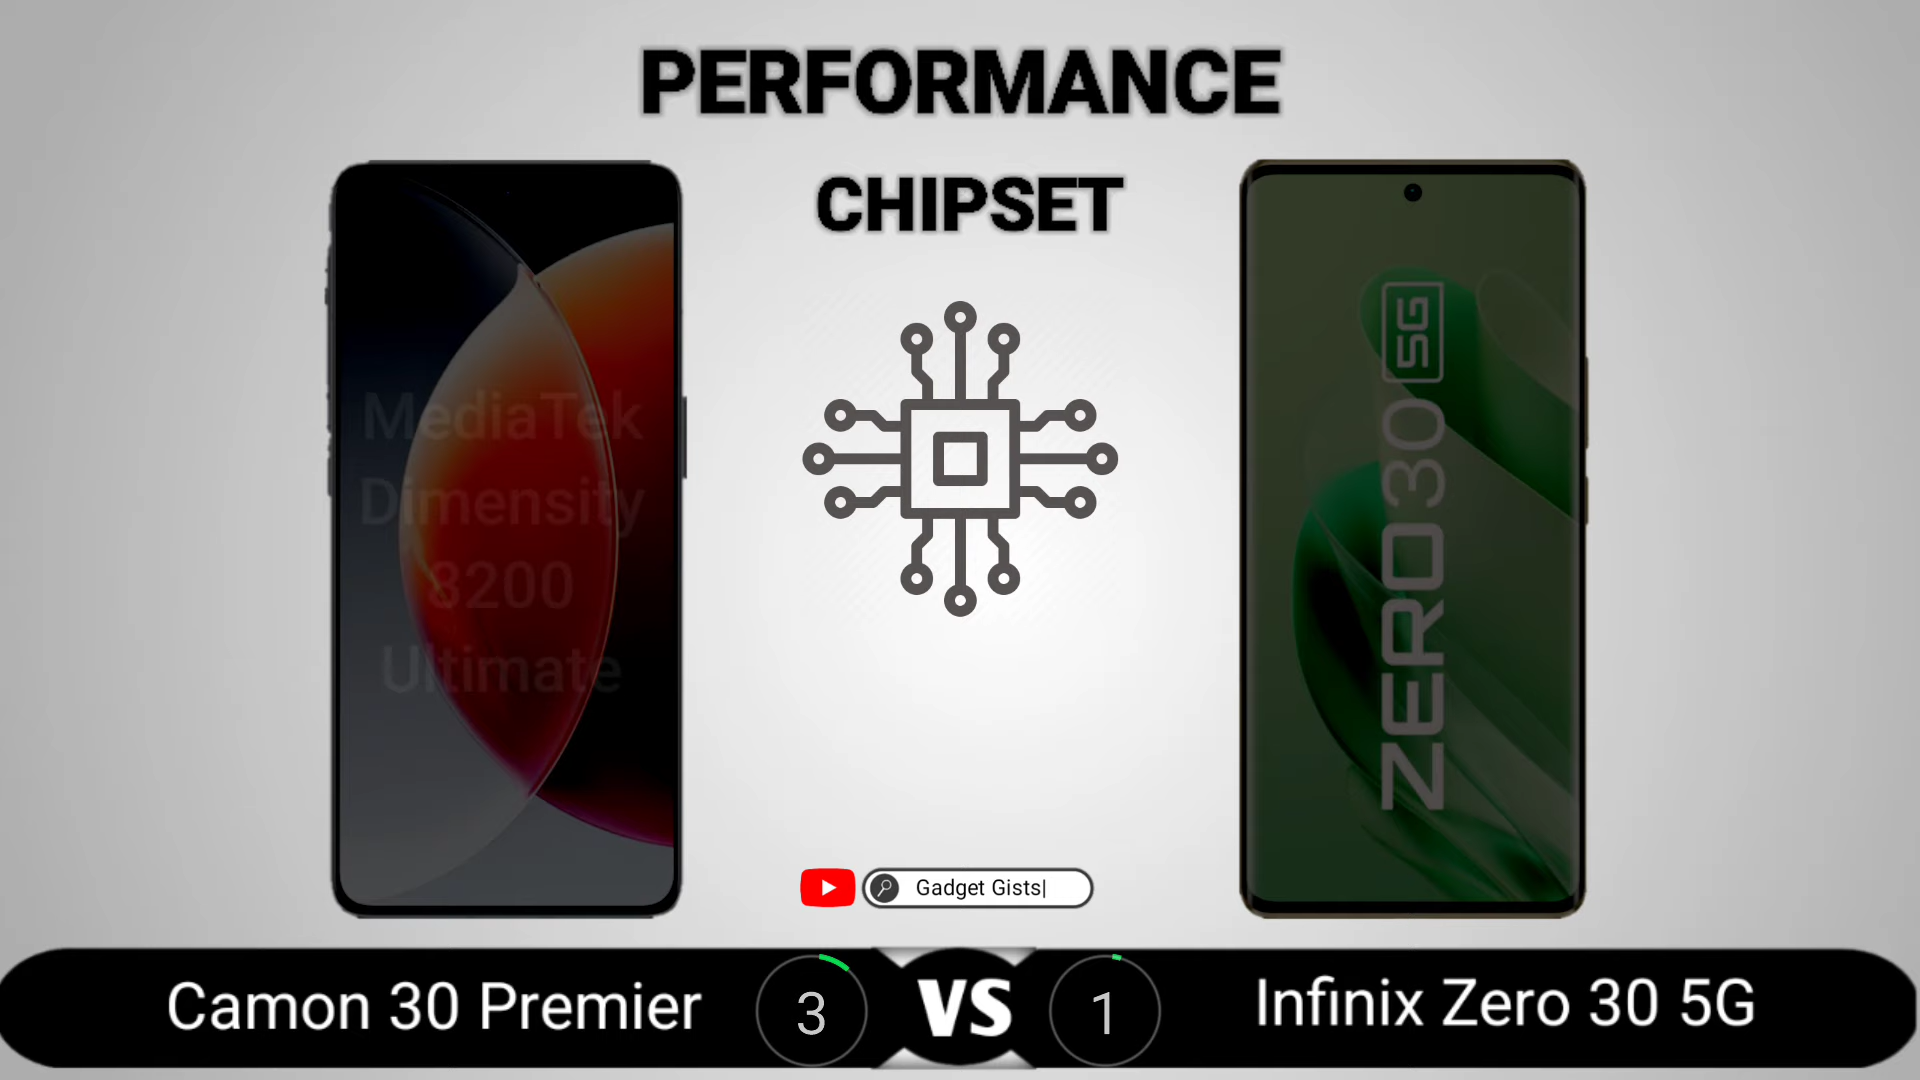 PERFORMANCE
CHIPSET
MediaTek
Dimensity
8200
Ultimate
ZERO 30 5G
Gadget Gists
Camon 30 Premier
3
VS
1
Infinix Zero 30 5G